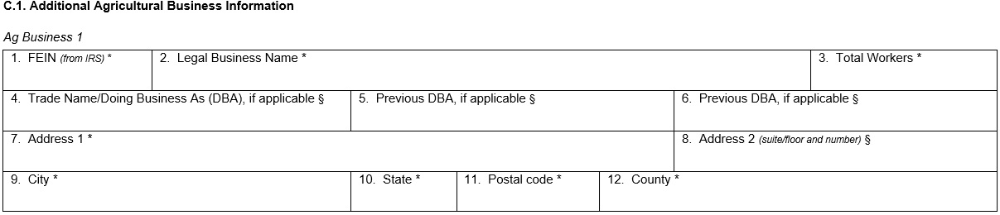 C.1. Additional Agricultural Business Information
Ag Business 1
1. FEIN (from IRS) *
2. Legal Business Name *
3. Total Workers *
4. Trade Name/Doing Business As (DBA), if applicable §
5. Previous DBA, if applicable §
6. Previous DBA, if applicable §
7. Address 1 *
8. Address 2 (suite/floor and number) §
9. City *
10. State *
11. Postal code *
12. County *